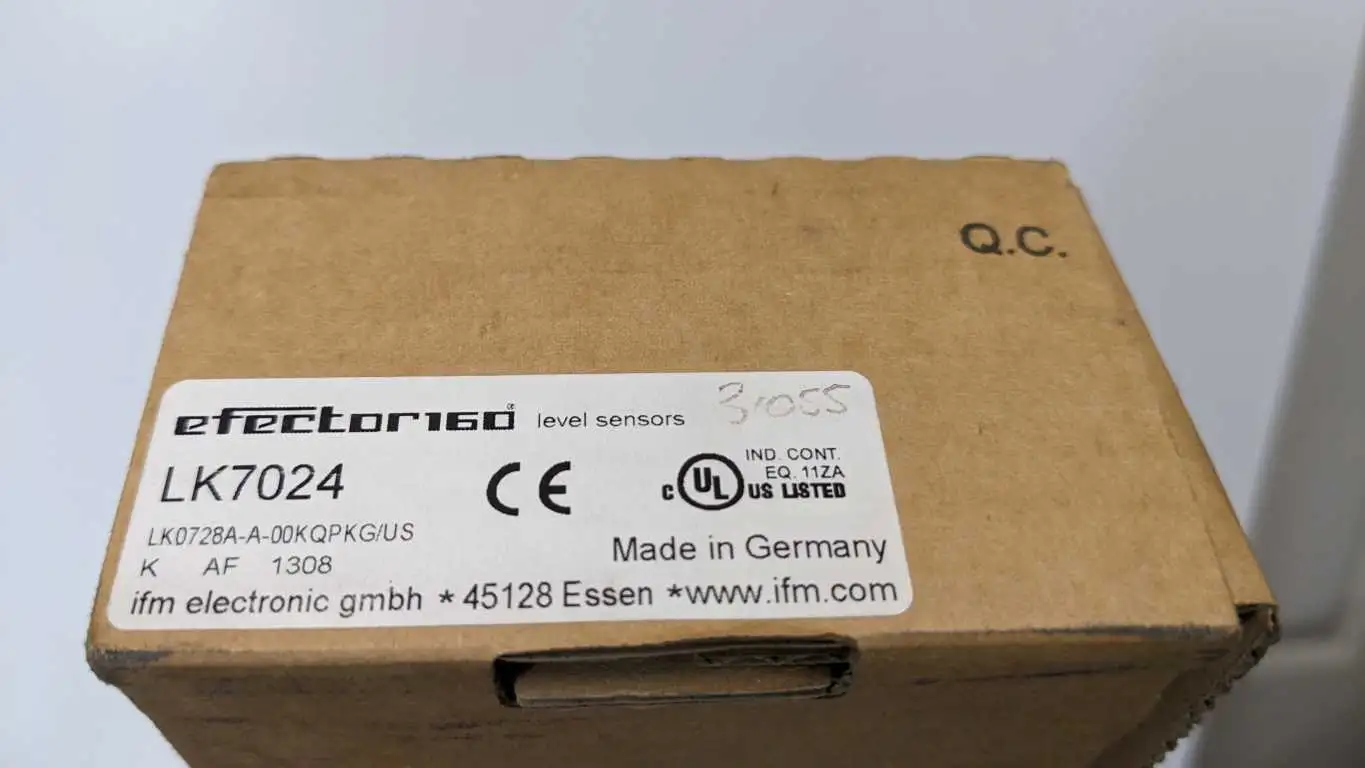 Q.C.
efector160® level sensors
LK7024
CE
C UL US LISTED
IND. CONT.
EQ. 11ZA
LK0728A-A-00KQPKG/US
K AF 1308
Made in Germany
ifm electronic gmbh * 45128 Essen *www.ifm.com